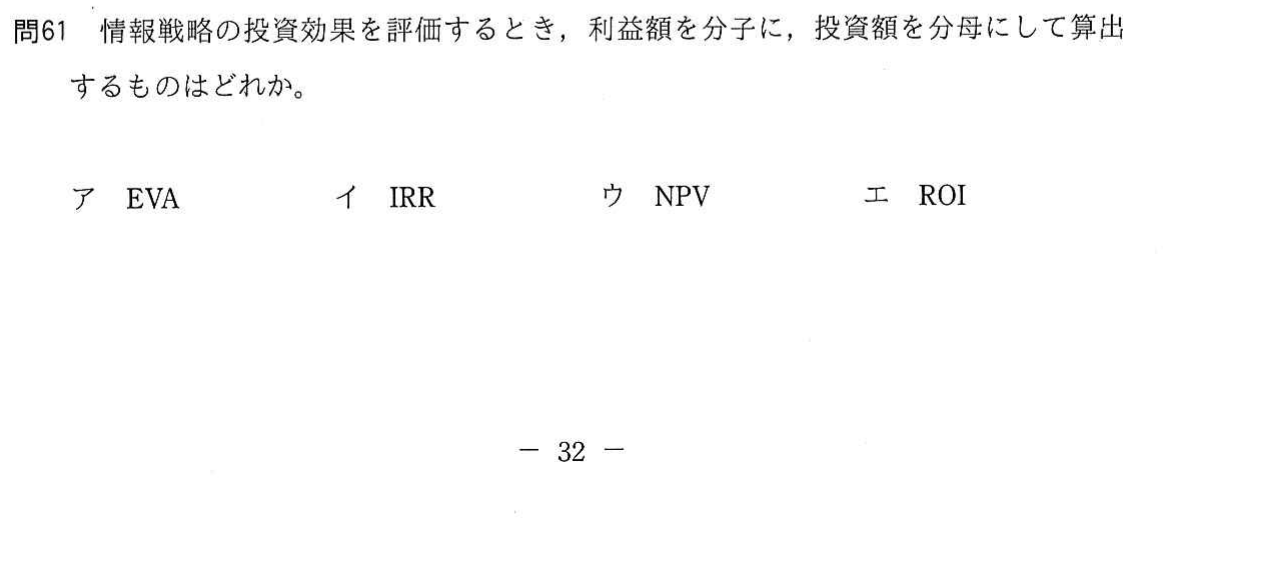 問61　情報戦略の投資効果を評価するとき，利益額を分子に，投資額を分母にして算出
するものはどれか。
ア　EVA　イ　IRR　ウ　NPV　エ　ROI
－ 32 －